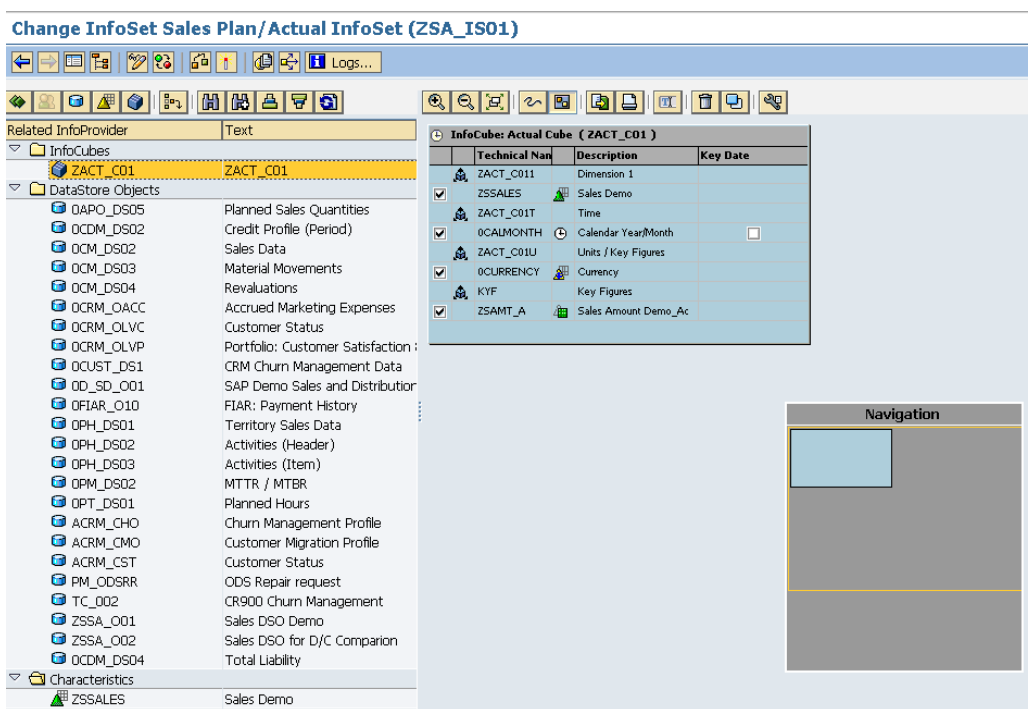 Change InfoSet Sales Plan/Actual InfoSet (ZSA_IS01)
Logs...
Related InfoProvider Text
InfoCubes
ZACT_C01 ZACT_C01
DataStore Objects
0APO_DS05 Planned Sales Quantities
0CDM_DS02 Credit Profile (Period)
0CM_DS02 Sales Data
0CM_DS03 Material Movements
0CM_DS04 Revaluations
0CRM_OACC Accrued Marketing Expenses
0CRM_OLVC Customer Status
0CRM_OLVP Portfolio: Customer Satisfaction
0CUST_DS1 CRM Churn Management Data
0D_SD_O01 SAP Demo Sales and Distribution
0FIAR_O10 FIAR: Payment History
0PH_DS01 Territory Sales Data
0PH_DS02 Activities (Header)
0PH_DS03 Activities (Item)
0PM_DS02 MTTR / MTBR
0PT_DS01 Planned Hours
ACRM_CHO Churn Management Profile
ACRM_CMO Customer Migration Profile
ACRM_CST Customer Status
PM_ODSRR ODS Repair request
TC_002 CR900 Churn Management
ZSSA_O01 Sales DSO Demo
ZSSA_O02 Sales DSO for D/C Comparion
0CDM_DS04 Total Liability
Characteristics
ZSSALES Sales Demo
InfoCube: Actual Cube ( ZACT_C01 )
Technical Nan Description Key Date
ZACT_C011 Dimension 1
ZSSALES Sales Demo
ZACT_C01T Time
0CALMONTH Calendar Year/Month
ZACT_C01U Units / Key Figures
0CURRENCY Currency
KYF Key Figures
ZSAMT_A Sales Amount Demo_Ac
Navigation